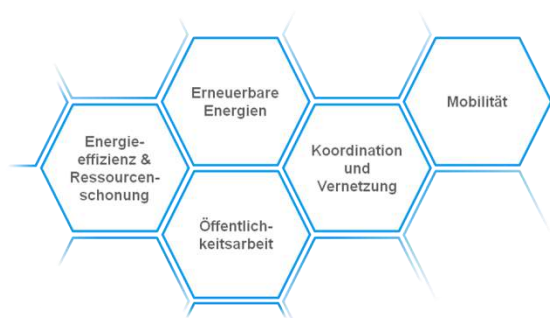 Erneuerbare
Energien
Mobilität
Energie-
effizienz &
Ressourcen-
schonung
Koordination
und
Vernetzung
Öffentlich-
keitsarbeit